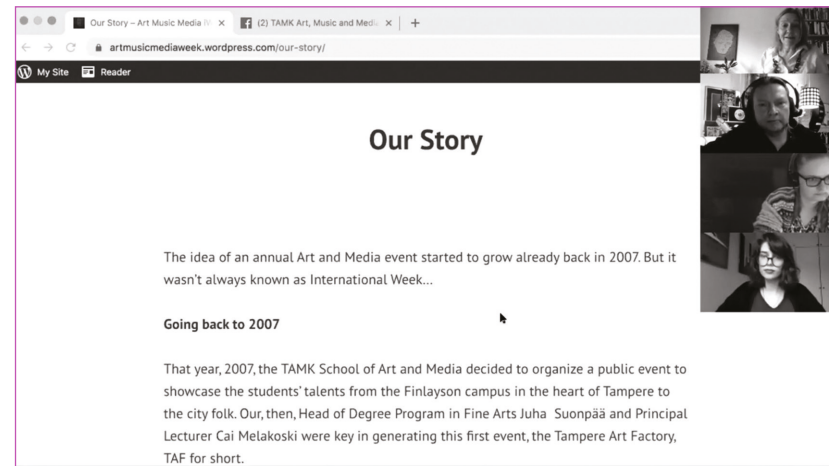 Our Story – Art Music Media IW
(2) TAMK Art, Music and Media
artmusicmediaweek.wordpress.com/our-story/
My Site Reader
Our Story
The idea of an annual Art and Media event started to grow already back in 2007. But it
wasn't always known as International Week...
Going back to 2007
That year, 2007, the TAMK School of Art and Media decided to organize a public event to
showcase the students' talents from the Finlayson campus in the heart of Tampere to
the city folk. Our, then, Head of Degree Program in Fine Arts Juha Suonpää and Principal
Lecturer Cai Melakoski were key in generating this first event, the Tampere Art Factory,
TAF for short.